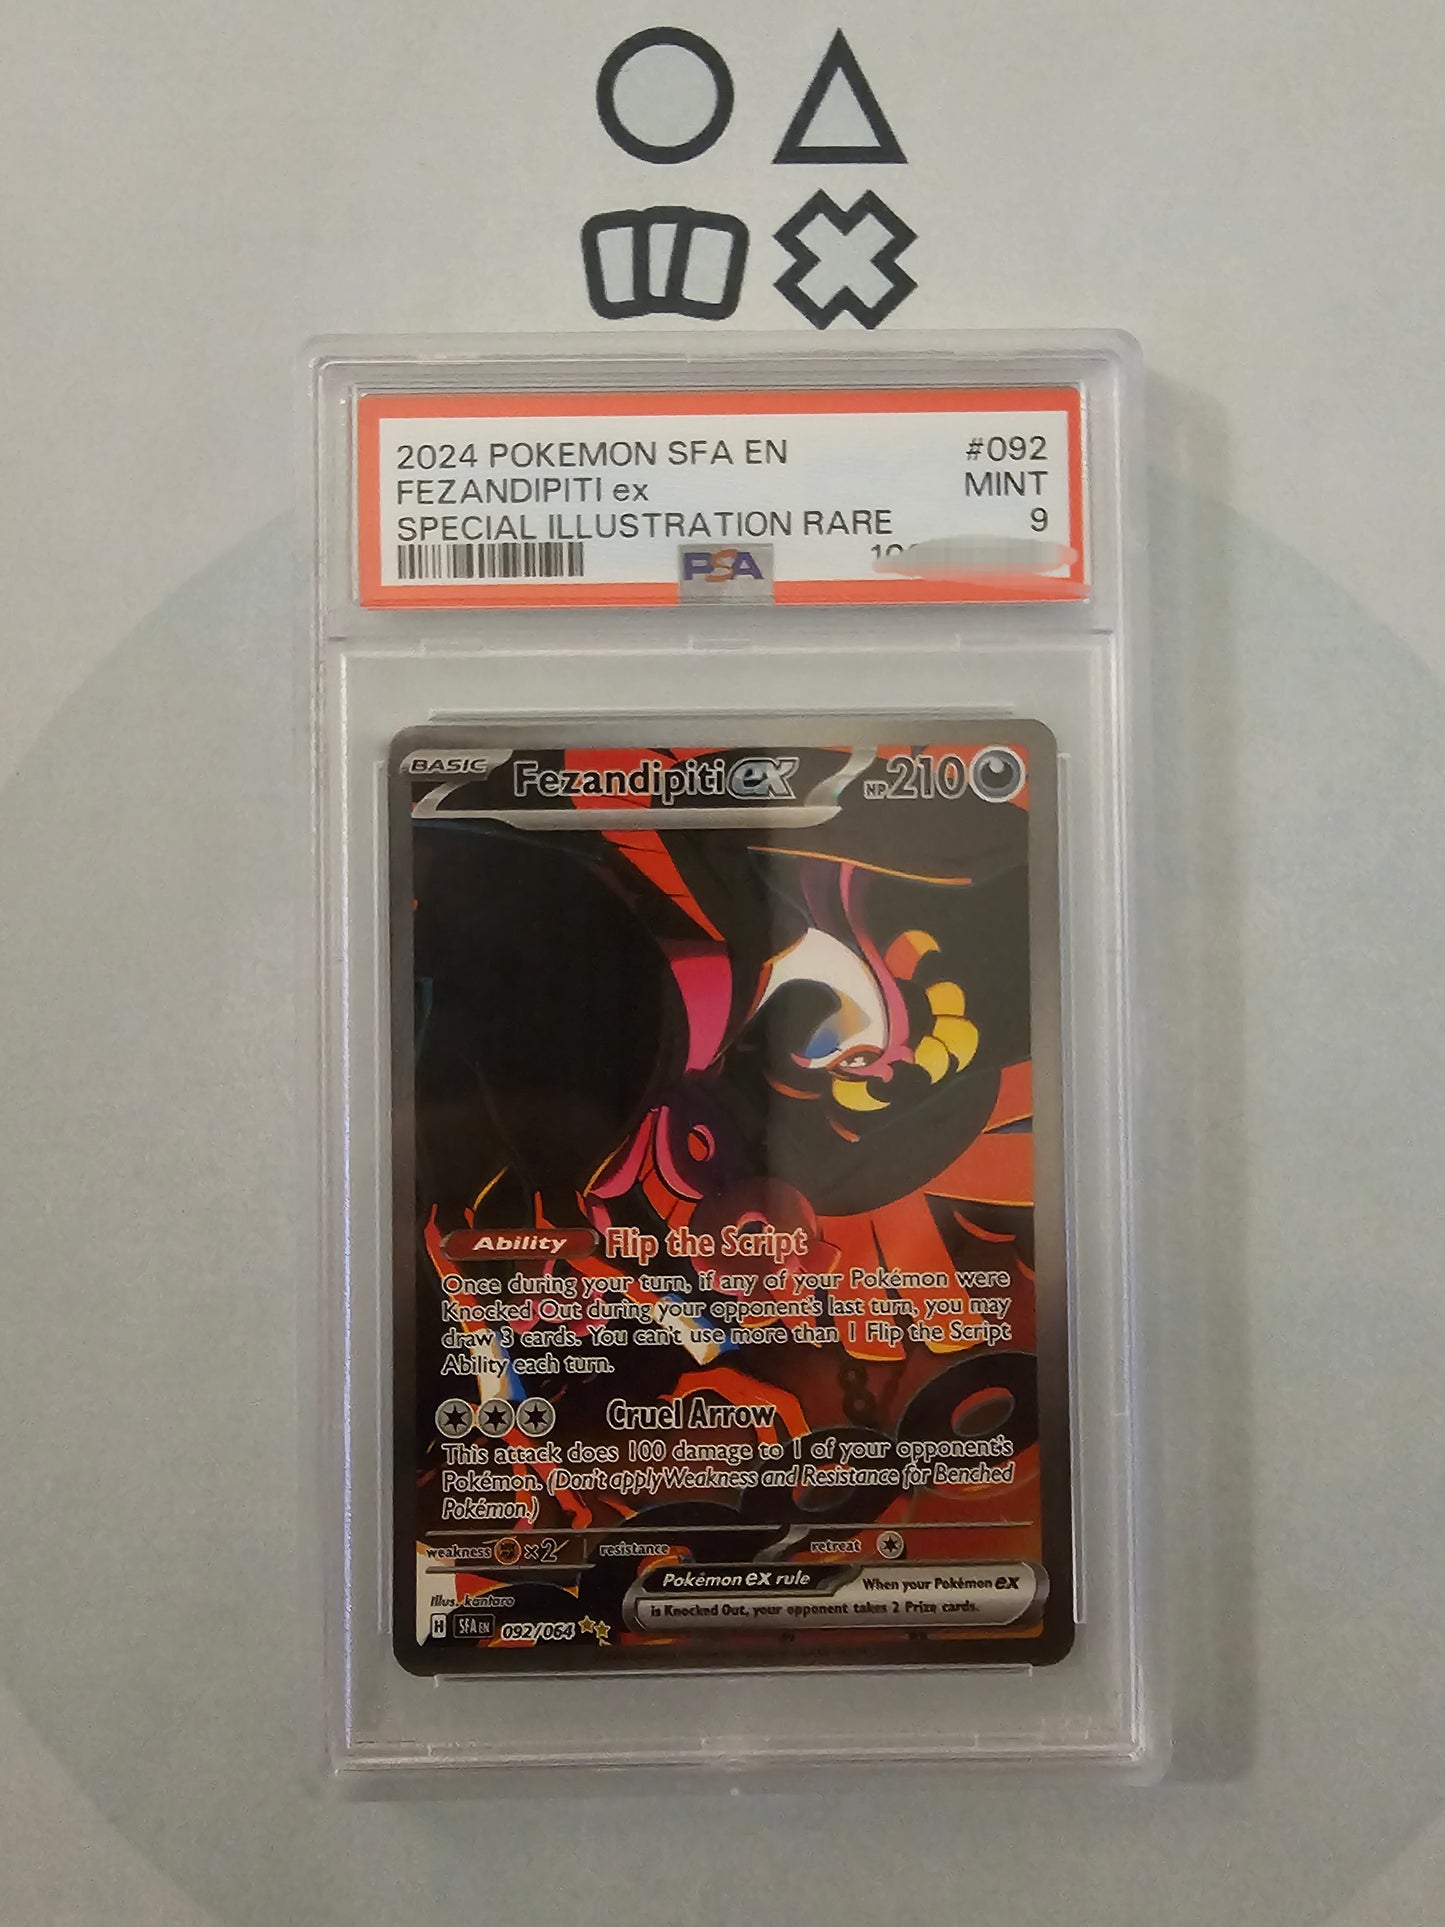 2024 POKEMON SFA EN #092
FEZANDIPITI ex MINT
SPECIAL ILLUSTRATION RARE 9
PSA
BASIC Fezandipiti ex HP 210
Ability Flip the Script
Once during your turn, if any of your Pokémon were
Knocked Out during your opponent's last turn, you may
draw 3 cards. You can't use more than 1 Flip the Script
Ability each turn.
Cruel Arrow
This attack does 100 damage to 1 of your opponent's
Pokémon. (Don't apply Weakness and Resistance for Benched
Pokémon.)
weakness ×2 resistance retreat
Pokémon ex rule When your Pokémon ex
is Knocked Out, your opponent takes 2 Prize cards.
Illus. kantaro
H SFA EN 092/064